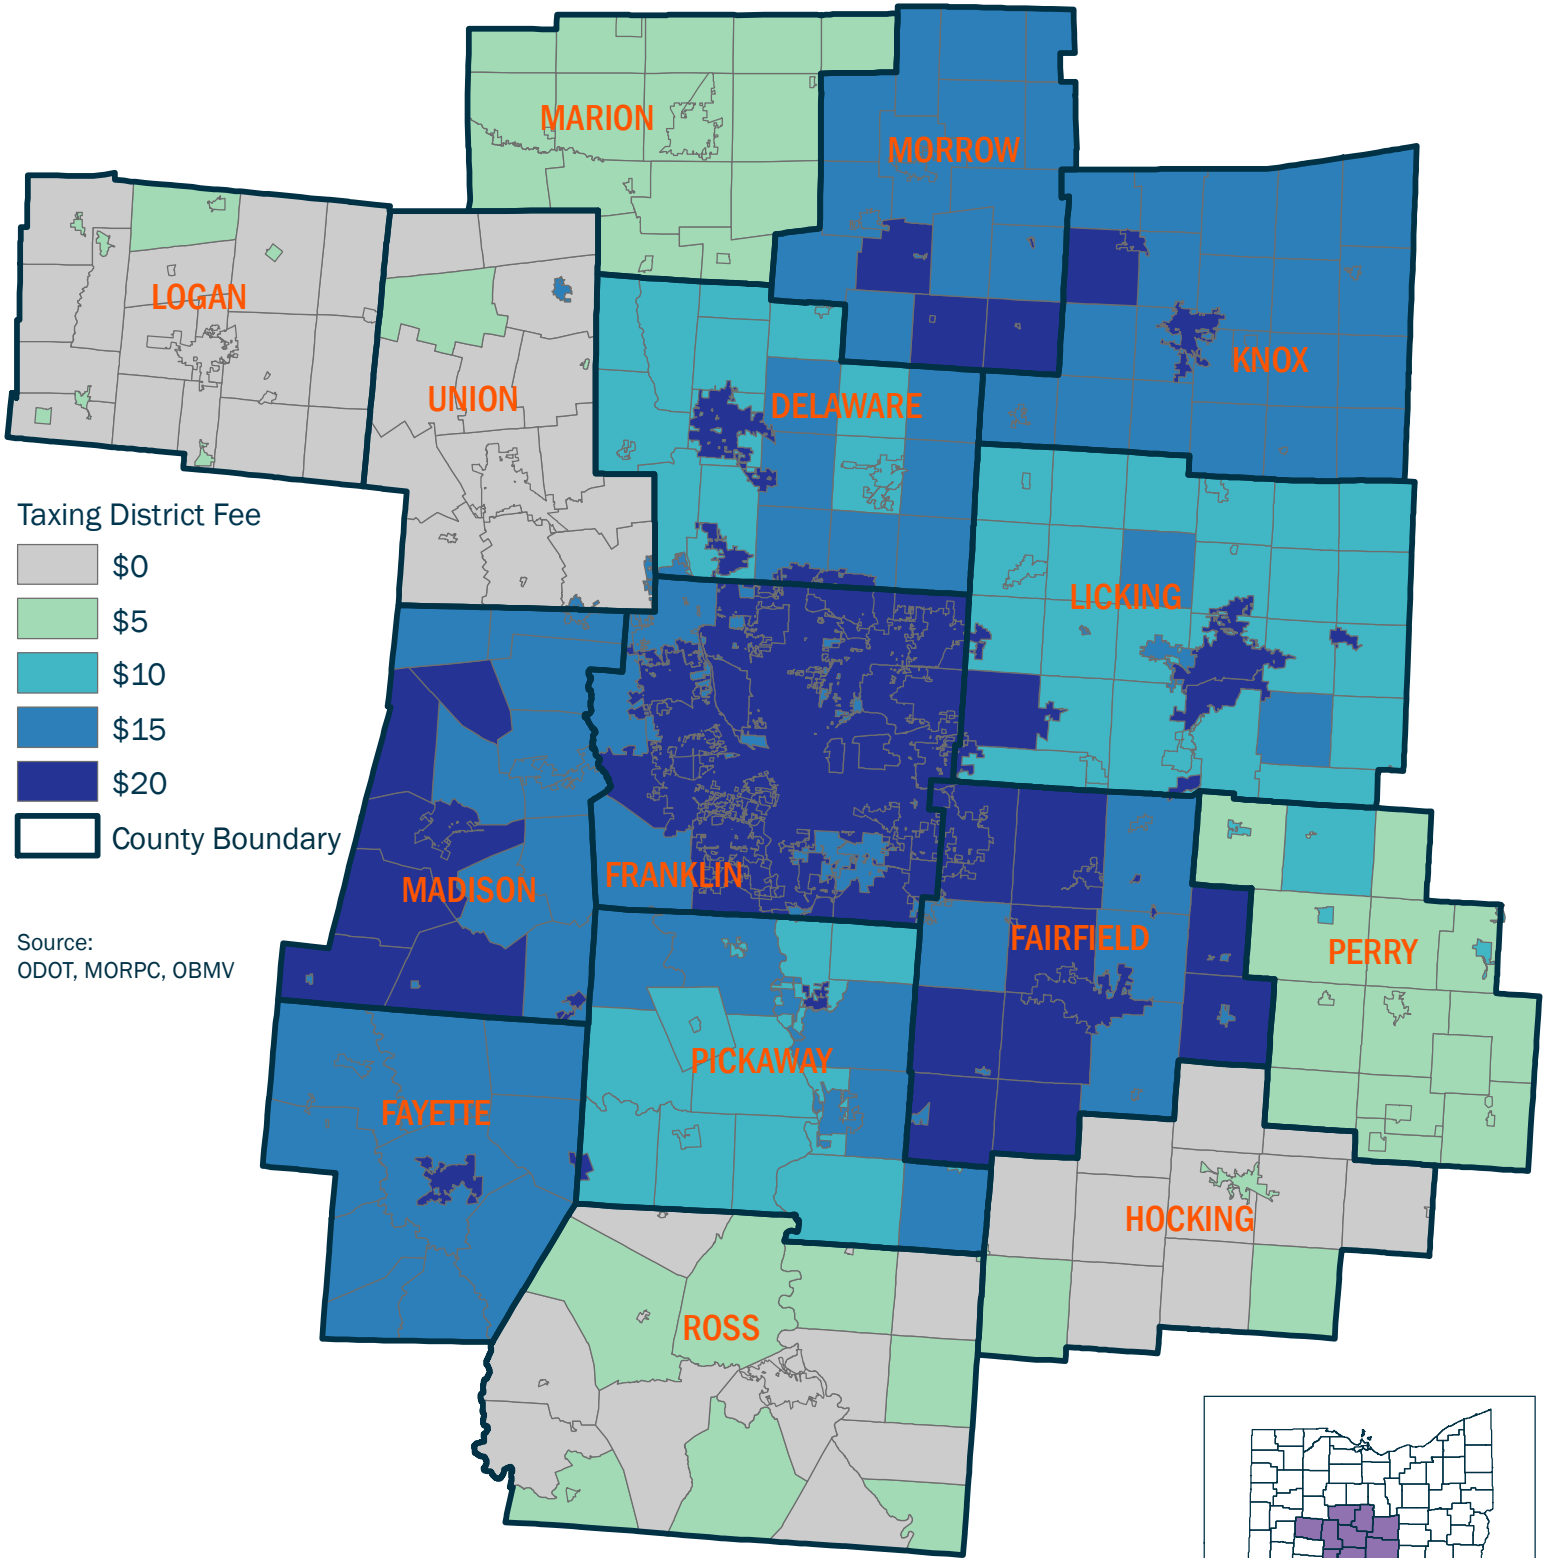 MARION
MORROW
LOGAN
KNOX
UNION
DELAWARE
Taxing District Fee
$0
$5
$10
$15
$20
County Boundary
LICKING
MADISON
FRANKLIN
FAIRFIELD
PERRY
Source:
ODOT, MORPC, OBMV
PICKAWAY
FAYETTE
HOCKING
ROSS